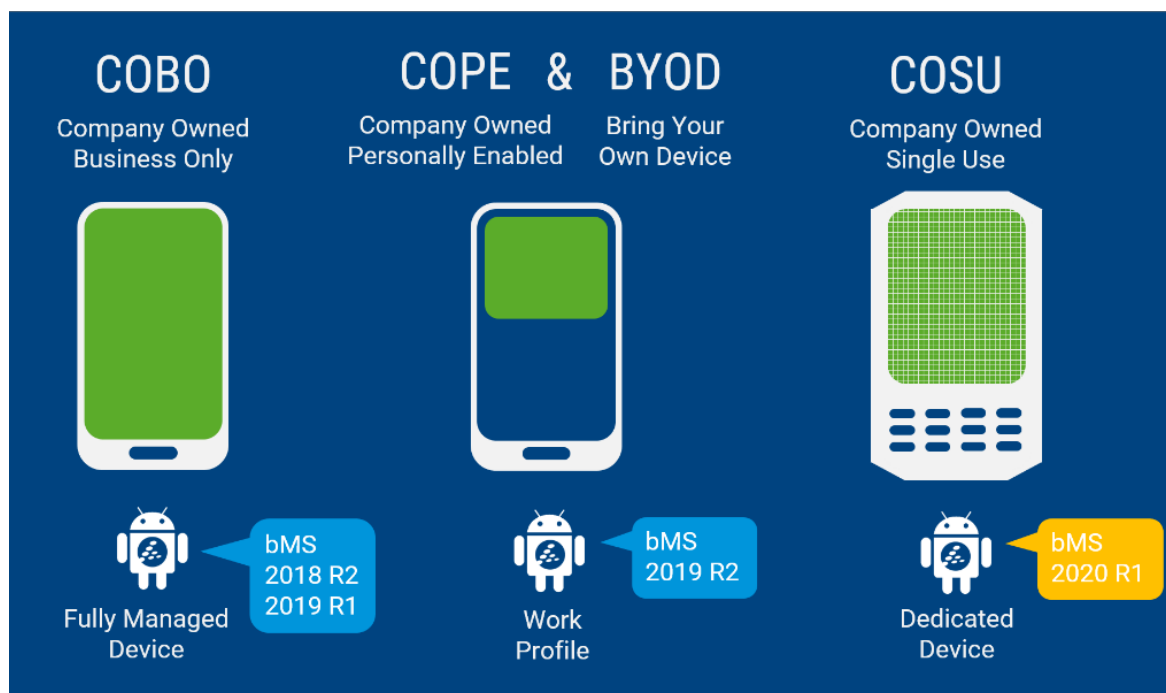 COBO
Company Owned
Business Only
COPE & BYOD
Company Owned
Personally Enabled
Bring Your
Own Device
COSU
Company Owned
Single Use
bMS
2018 R2
2019 R1
Fully Managed
Device
bMS
2019 R2
Work
Profile
bMS
2020 R1
Dedicated
Device